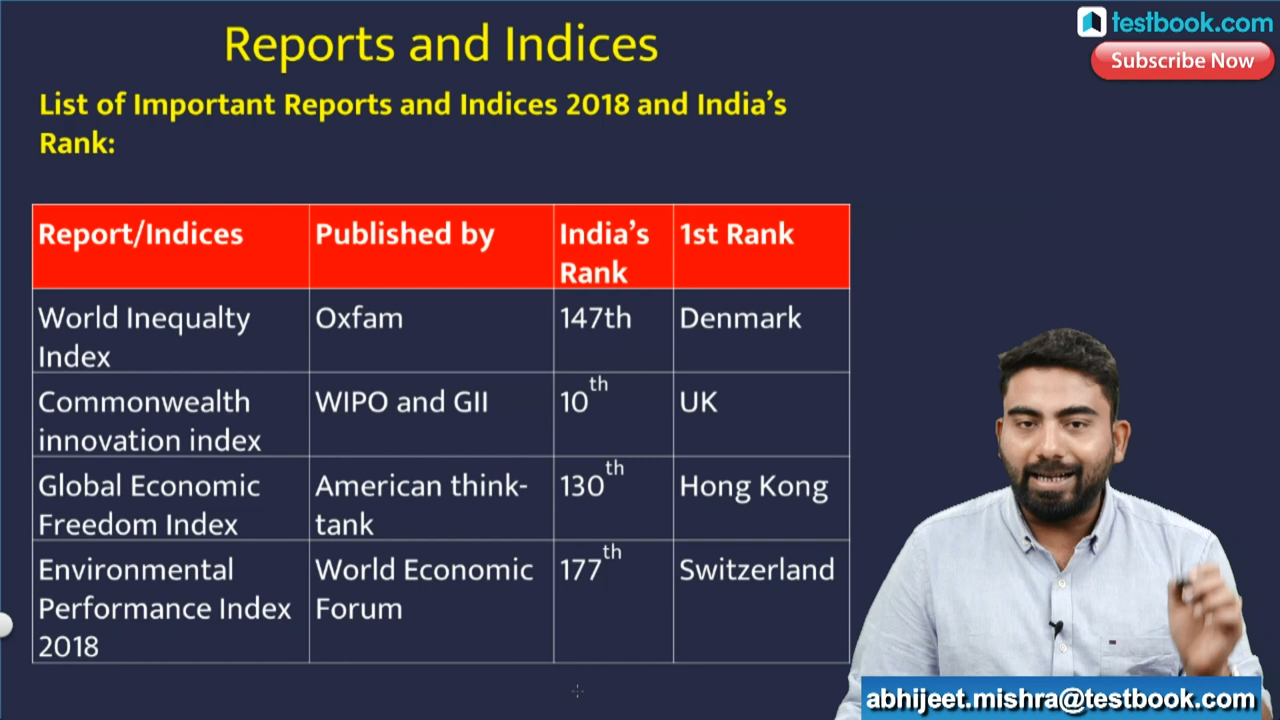 Reports and Indices
testbook.com
Subscribe Now
List of Important Reports and Indices 2018 and India's
Rank:
Report/Indices
Published by
India's
Rank
1st Rank
World Inequalty
Index
Oxfam
147th
Denmark
Commonwealth
innovation index
WIPO and GII
10th
UK
Global Economic
Freedom Index
American think-
tank
130th
Hong Kong
Environmental
Performance Index
2018
World Economic
Forum
177th
Switzerland
abhijeet.mishra@testbook.com